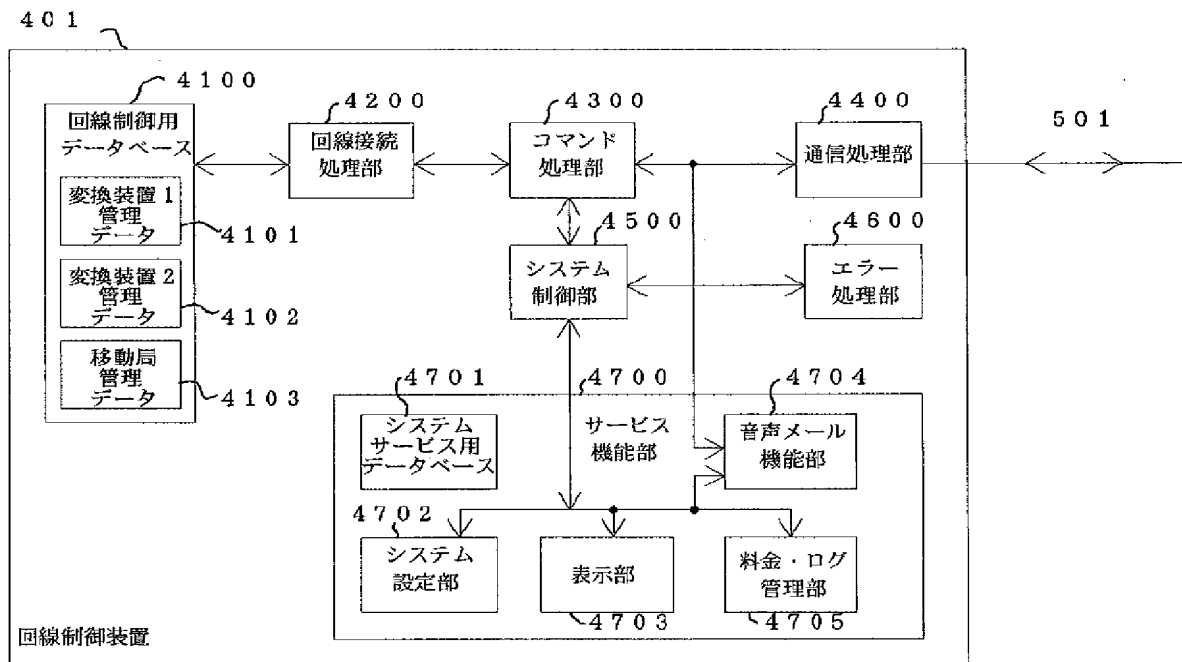 401
4100
回線制御用
データベース
変換装置1
管理
データ
4101
変換装置2
管理
データ
4102
移動局
管理
データ
4103
4200
回線接続
処理部
4300
コマンド
処理部
4400
通信処理部
501
4500
システム
制御部
4600
エラー
処理部
4700
サービス
機能部
4701
システム
サービス用
データベース
4704
音声メール
機能部
4702
システム
設定部
表示部
4703
料金・ログ
管理部
4705
回線制御装置